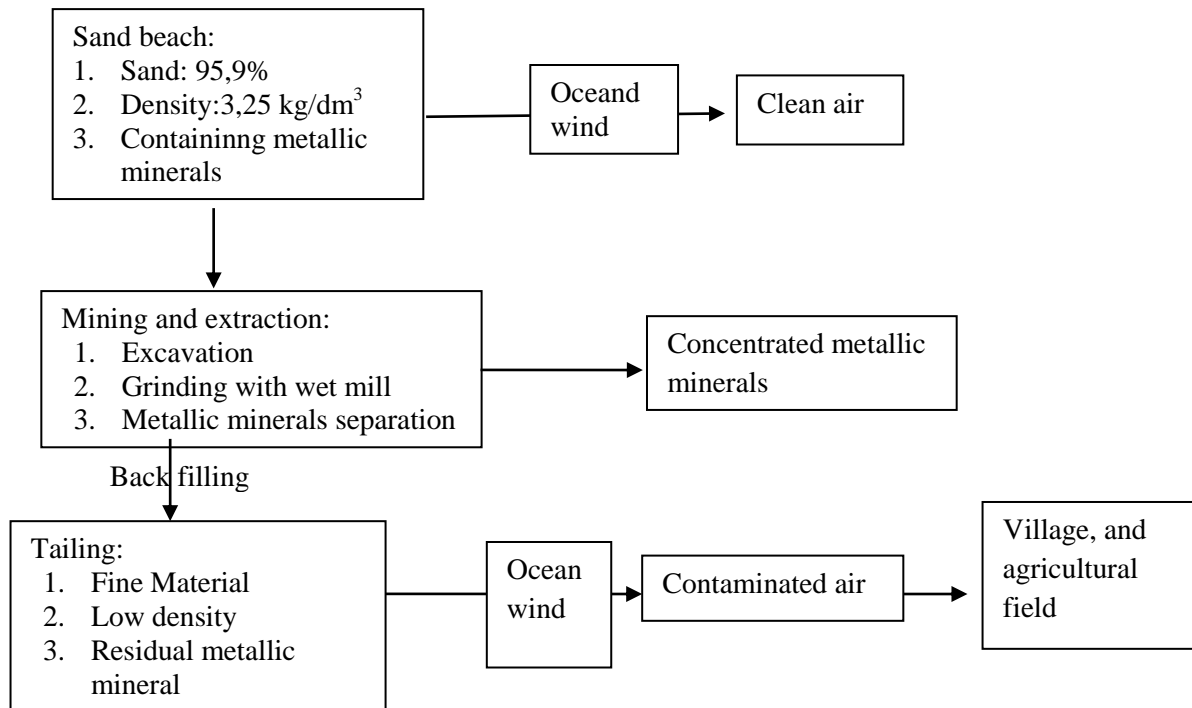 Sand beach:
1. Sand: 95,9%
2. Density:3,25 kg/dm³
3. Containinng metallic
minerals
Oceand
wind
Clean air
Mining and extraction:
1. Excavation
2. Grinding with wet mill
3. Metallic minerals separation
Concentrated metallic
minerals
Back filling
Tailing:
1. Fine Material
2. Low density
3. Residual metallic
mineral
Ocean
wind
Contaminated air
Village, and
agricultural
field